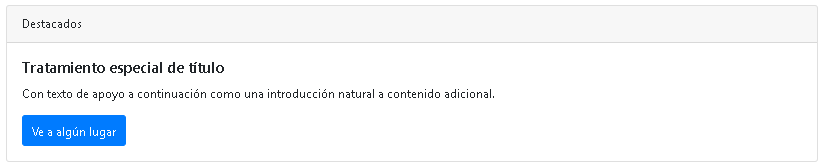 Destacados
Tratamiento especial de título
Con texto de apoyo a continuación como una introducción natural a contenido adicional.
Ve a algún lugar